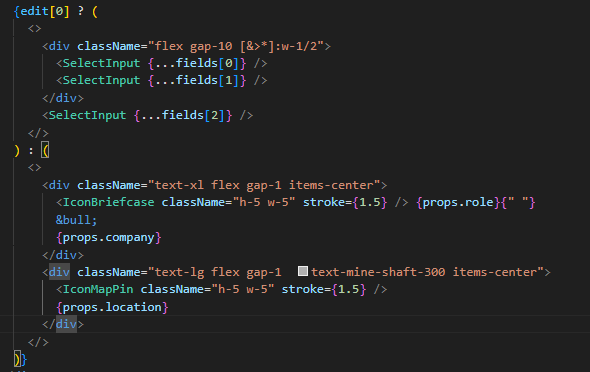 {edit[0] ? (
<>
<div className="flex gap-10 [&>*]:w-1/2">
<SelectInput {...fields[0]} />
<SelectInput {...fields[1]} />
</div>
<SelectInput {...fields[2]} />
</>
) : (
<>
<div className="text-xl flex gap-1 items-center">
<IconBriefcase className="h-5 w-5" stroke={1.5} /> {props.role}{" "}
&bull;
{props.company}
</div>
<div className="text-lg flex gap-1 text-mine-shaft-300 items-center">
<IconMapPin className="h-5 w-5" stroke={1.5} />
{props.location}
</div>
</>
)}